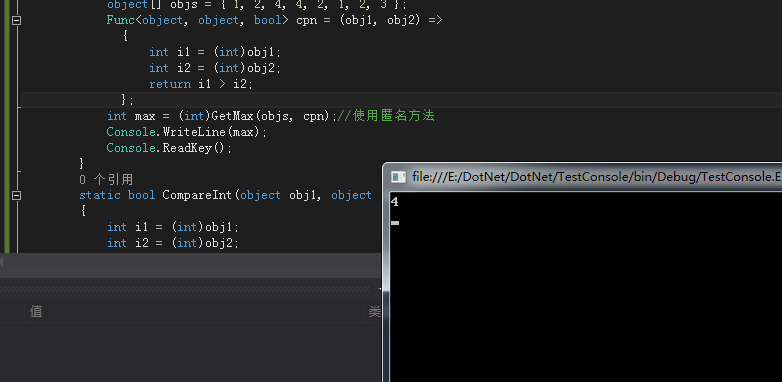 object[] objs = { 1, 2, 4, 4, 2, 1, 2, 3 };
Func<object, object, bool> cpn = (obj1, obj2) =>
{
int i1 = (int)obj1;
int i2 = (int)obj2;
return i1 > i2;
};
int max = (int)GetMax(objs, cpn);//使用匿名方法
Console.WriteLine(max);
Console.ReadKey();
}
0 个引用
static bool CompareInt(object obj1, object
{
int i1 = (int)obj1;
int i2 = (int)obj2;
值
类
file:///E:/DotNet/DotNet/TestConsole/bin/Debug/TestConsole.E
4